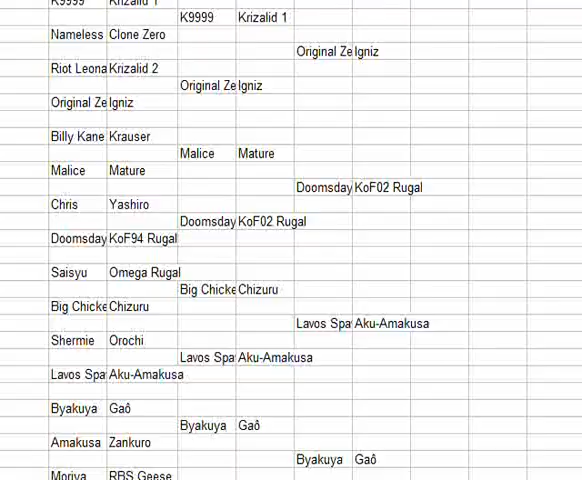 K9999 Krizalid 1
K9999 Krizalid 1
Nameless Clone Zero
Original Ze Igniz
Riot Leona Krizalid 2
Original Ze Igniz
Original Ze Igniz
Billy Kane Krauser
Malice Mature
Malice Mature
Doomsday KoF02 Rugal
Chris Yashiro
Doomsday KoF02 Rugal
Doomsday KoF94 Rugal
Saisyu Omega Rugal
Big Chicke Chizuru
Big Chicke Chizuru
Lavos Spa Aku-Amakusa
Shermie Orochi
Lavos Spa Aku-Amakusa
Lavos Spa Aku-Amakusa
Byakuya Gaô
Byakuya Gaô
Amakusa Zankuro
Byakuya Gaô
Moriya RBS Geese